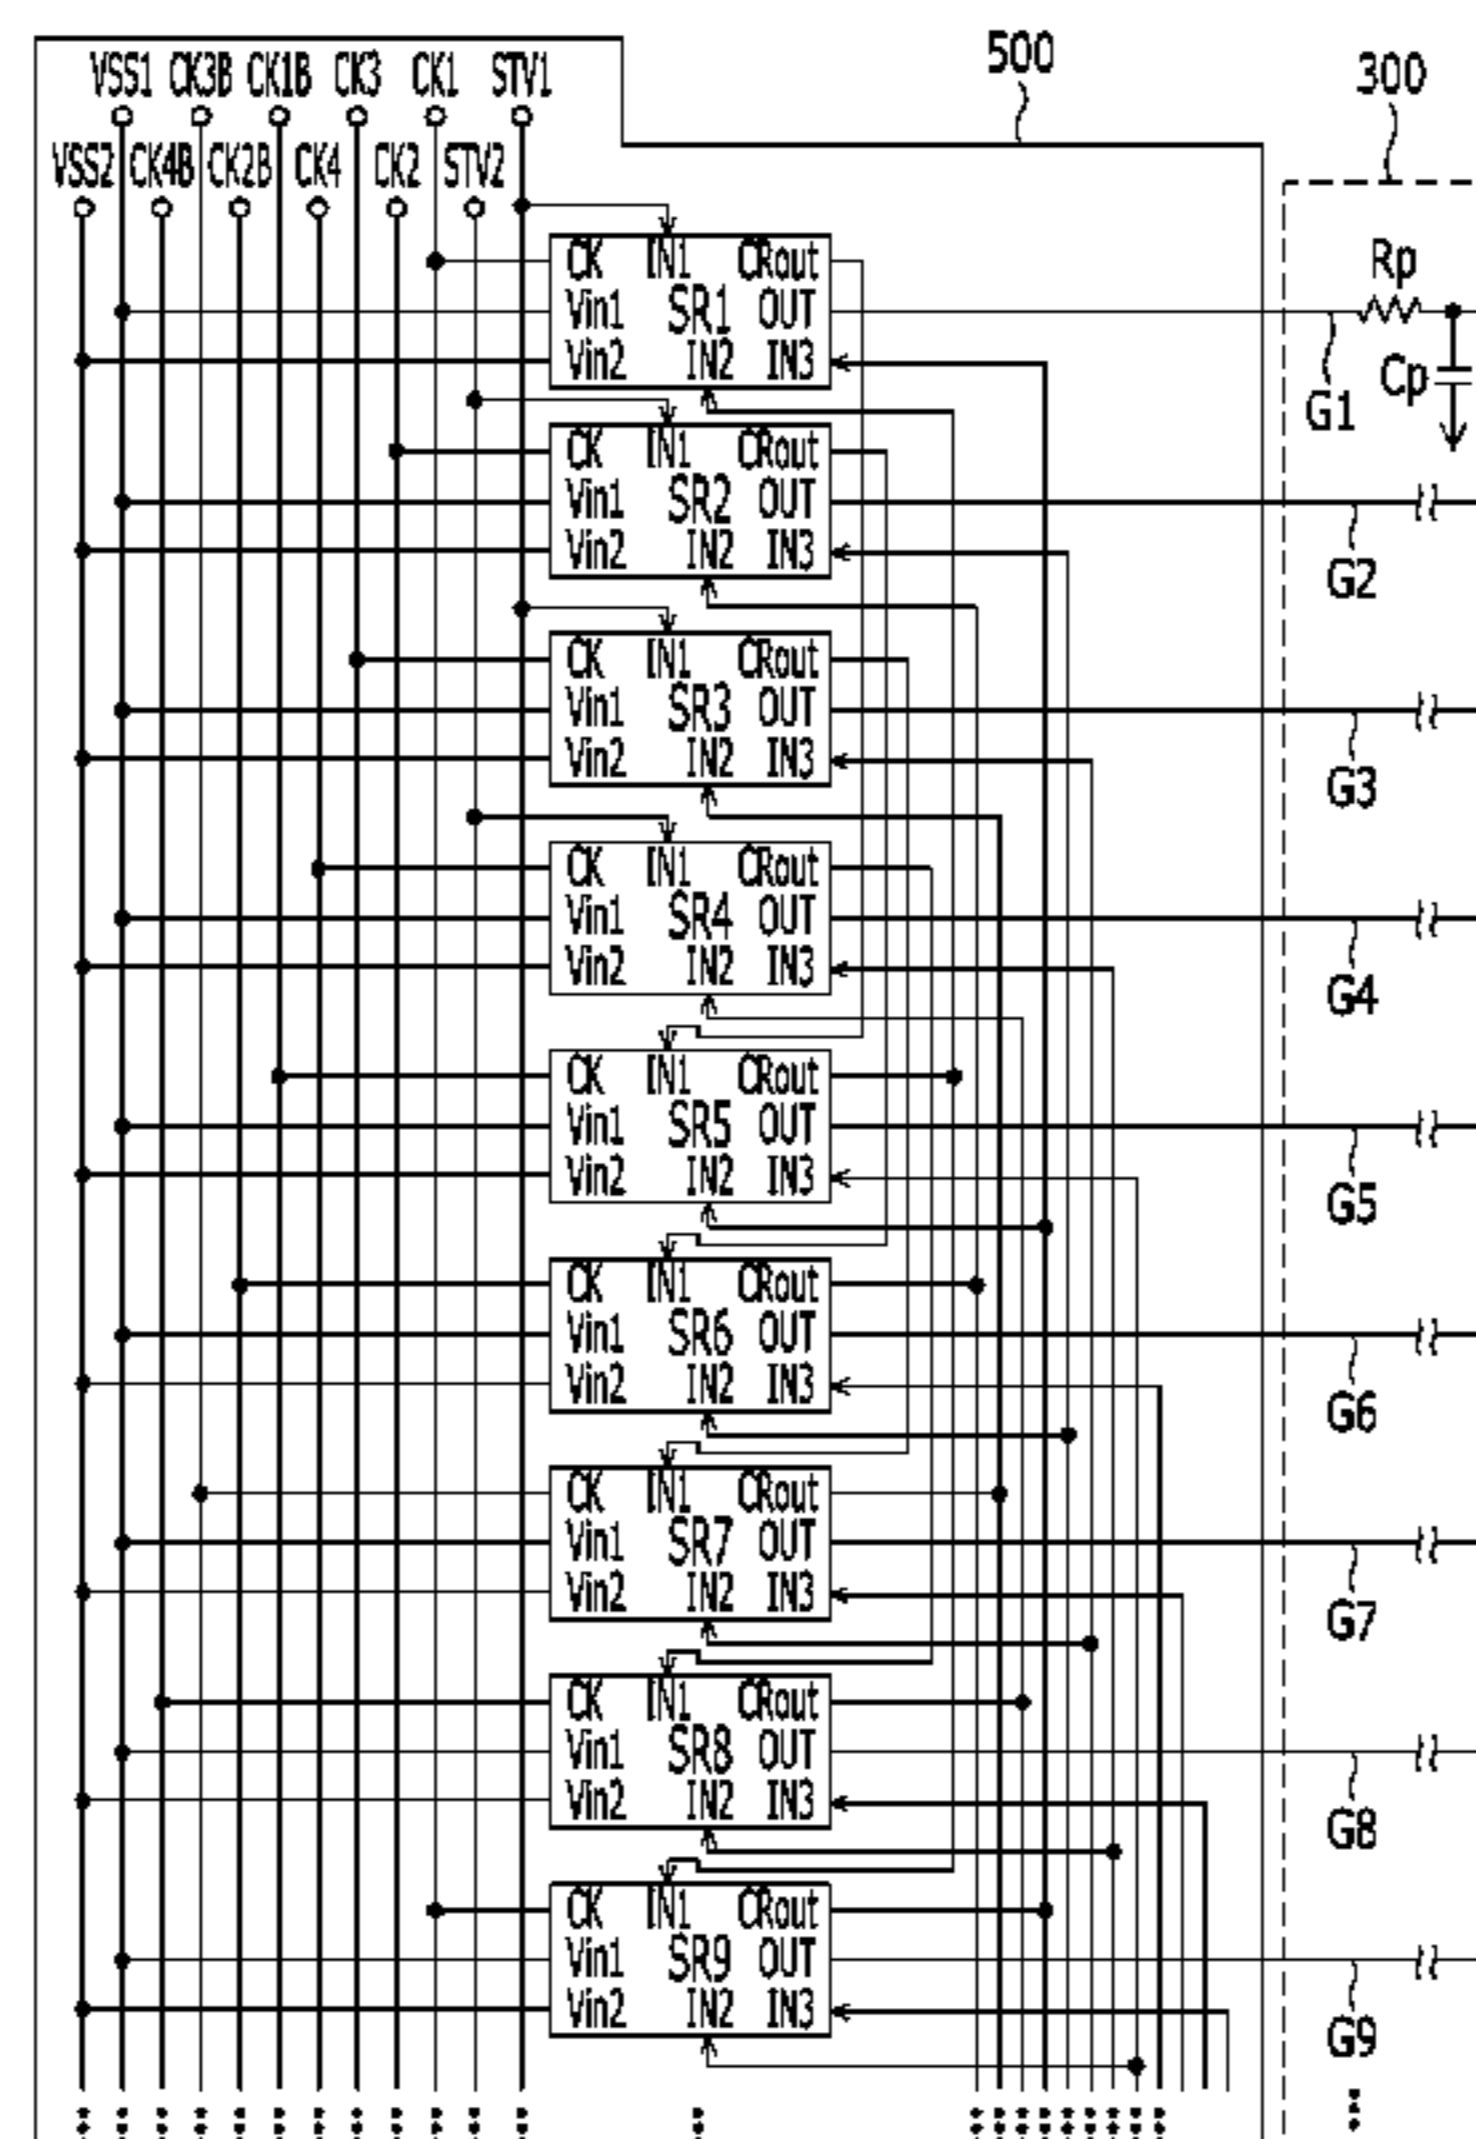 500
300
VSS1 CK3B CK1B CK3 CK1 STV1
VSS2 CK4B CK2B CK4 CK2 STV2
CK IN1 CRout
Vin1 SR1 OUT
Vin2 IN2 IN3
Rp
Cp
G1
CK IN1 CRout
Vin1 SR2 OUT
Vin2 IN2 IN3
G2
CK IN1 CRout
Vin1 SR3 OUT
Vin2 IN2 IN3
G3
CK IN1 CRout
Vin1 SR4 OUT
Vin2 IN2 IN3
G4
CK IN1 CRout
Vin1 SR5 OUT
Vin2 IN2 IN3
G5
CK IN1 CRout
Vin1 SR6 OUT
Vin2 IN2 IN3
G6
CK IN1 CRout
Vin1 SR7 OUT
Vin2 IN2 IN3
G7
CK IN1 CRout
Vin1 SR8 OUT
Vin2 IN2 IN3
G8
CK IN1 CRout
Vin1 SR9 OUT
Vin2 IN2 IN3
G9